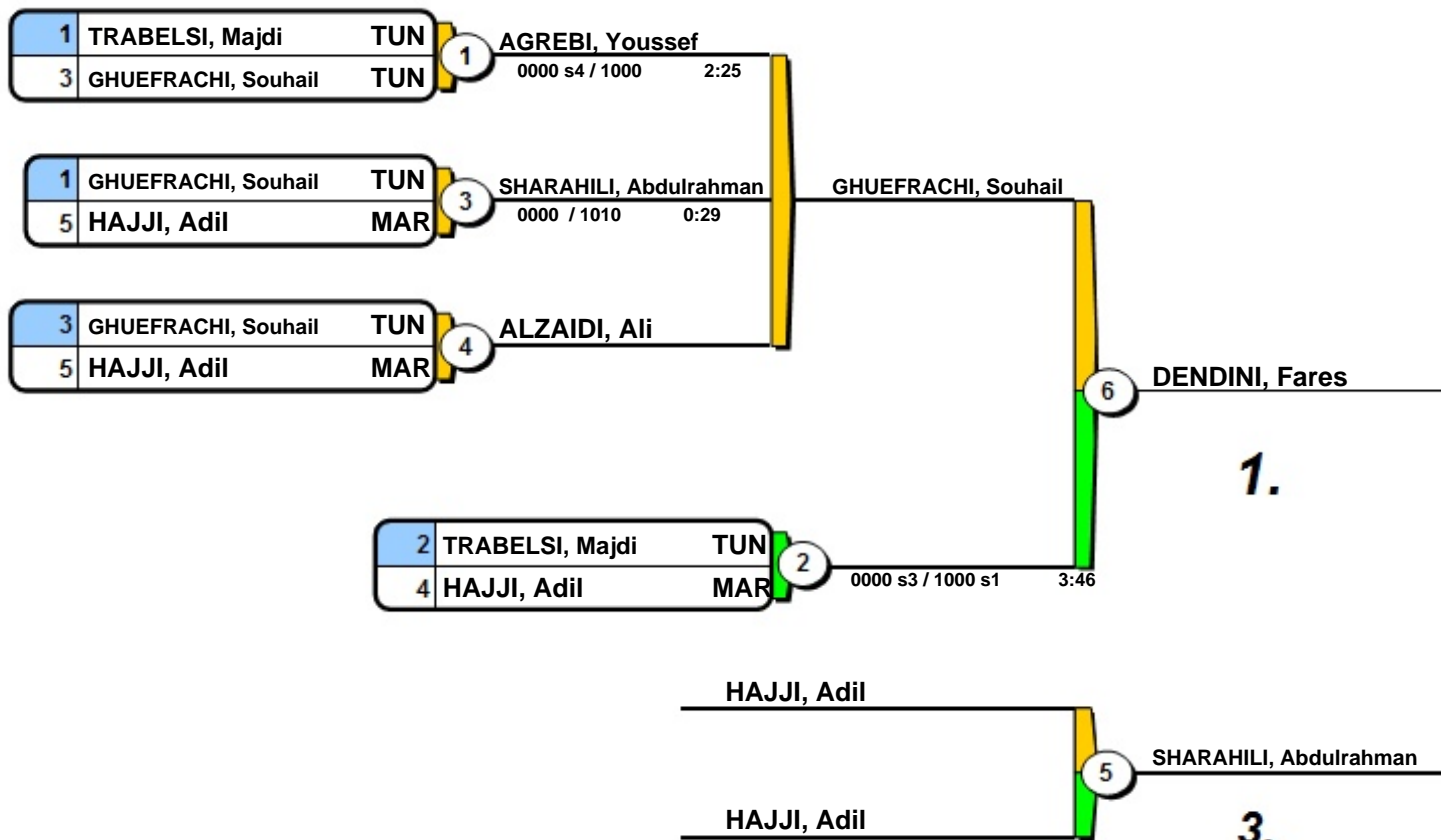 1 TRABELSI, Majdi TUN
3 GHUEFRACHI, Souhail TUN
1
AGREBI, Youssef
0000 s4 / 1000 2:25
1 GHUEFRACHI, Souhail TUN
5 HAJJI, Adil MAR
3
SHARAHILI, Abdulrahman
0000 / 1010 0:29
GHUEFRACHI, Souhail
3 GHUEFRACHI, Souhail TUN
5 HAJJI, Adil MAR
4
ALZAIDI, Ali
6
DENDINI, Fares
1.
2 TRABELSI, Majdi TUN
4 HAJJI, Adil MAR
2
0000 s3 / 1000 s1 3:46
HAJJI, Adil
5
SHARAHILI, Abdulrahman
HAJJI, Adil
3.